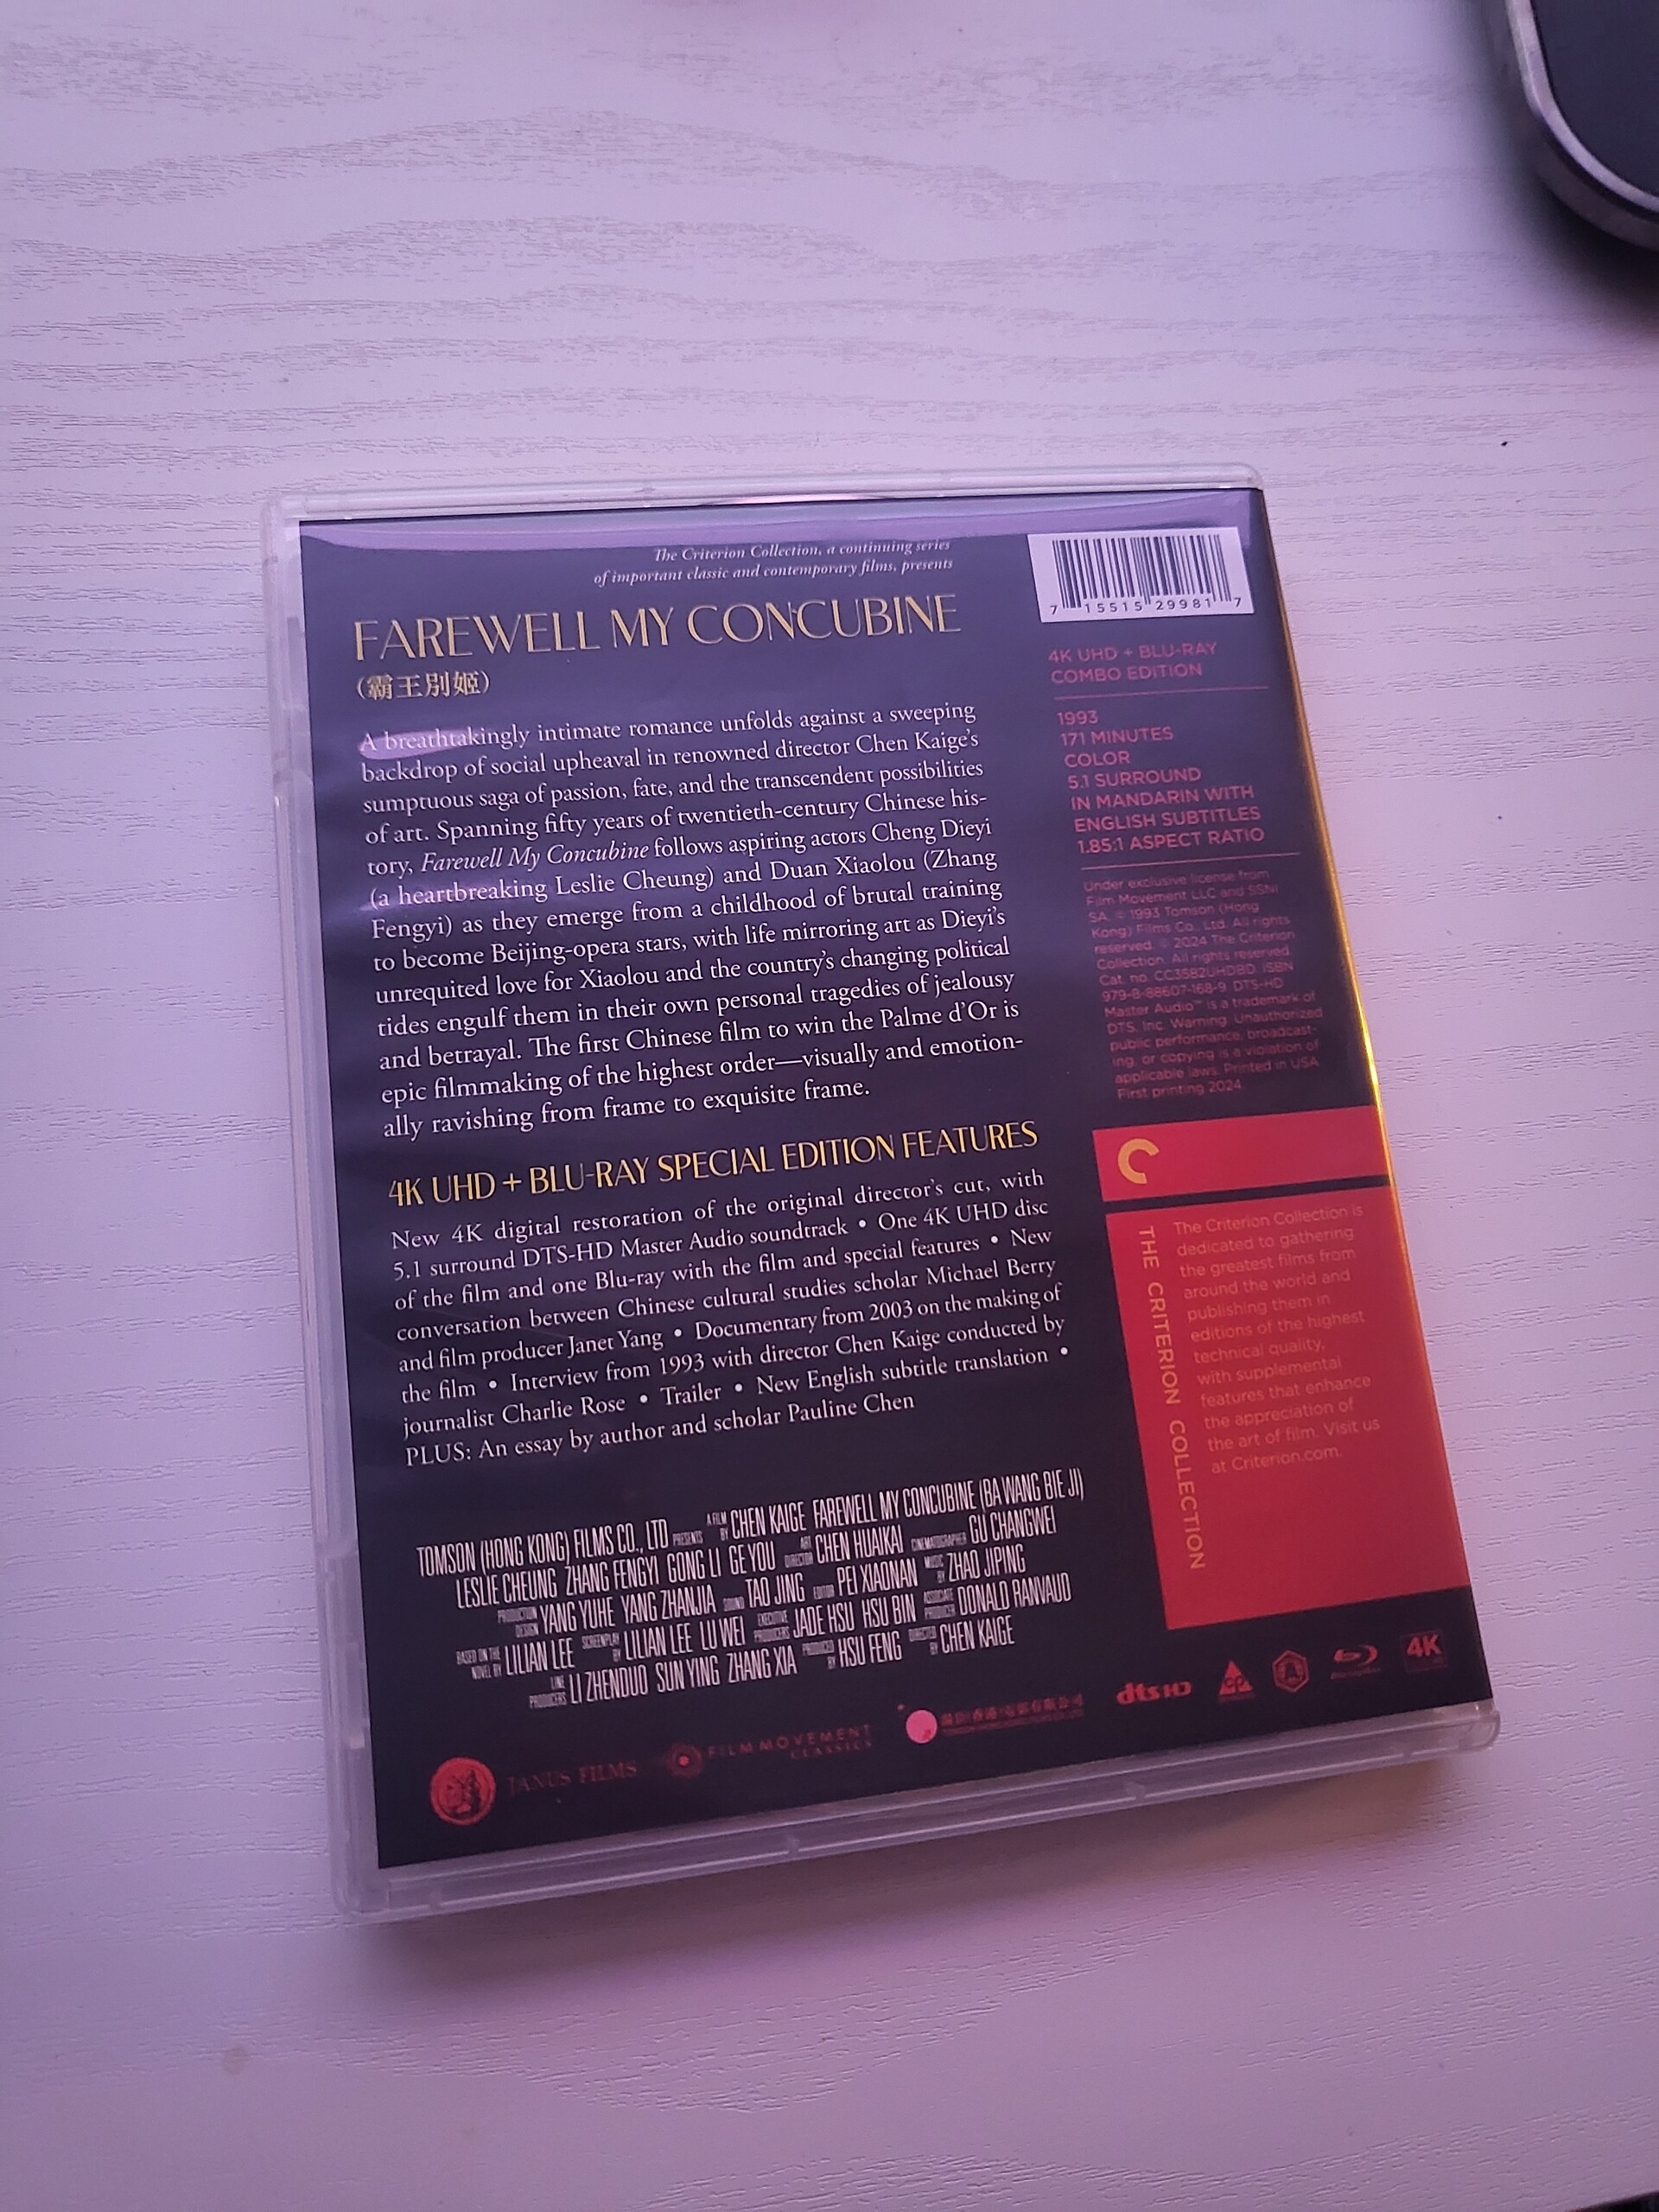 The Criterion Collection, a continuing series
of important classic and contemporary films, presents
FAREWELL MY CONCUBINE
(霸王別姬)
A breathtakingly intimate romance unfolds against a sweeping
backdrop of social upheaval in renowned director Chen Kaige's
sumptuous saga of passion, fate, and the transcendent possibilities
of art. Spanning fifty years of twentieth-century Chinese his-
tory, Farewell My Concubine follows aspiring actors Cheng Dieyi
(a heartbreaking Leslie Cheung) and Duan Xiaolou (Zhang
Fengyi) as they emerge from a childhood of brutal training
to become Beijing-opera stars, with life mirroring art as Dieyi's
unrequited love for Xiaolou and the country's changing political
tides engulf them in their own personal tragedies of jealousy
and betrayal. The first Chinese film to win the Palme d'Or is
epic filmmaking of the highest order—visually and emotion-
ally ravishing from frame to exquisite frame.
4K UHD + BLU-RAY SPECIAL EDITION FEATURES
New 4K digital restoration of the original director's cut, with
5.1 surround DTS-HD Master Audio soundtrack • One 4K UHD disc
of the film and one Blu-ray with the film and special features • New
conversation between Chinese cultural studies scholar Michael Berry
and film producer Janet Yang • Documentary from 2003 on the making of
the film • Interview from 1993 with director Chen Kaige conducted by
journalist Charlie Rose • Trailer • New English subtitle translation •
PLUS: An essay by author and scholar Pauline Chen
TOMSON (HONG KONG) FILMS CO., LTD PRESENTS A FILM BY CHEN KAIGE FAREWELL MY CONCUBINE (BA WANG BIE JI)
LESLIE CHEUNG ZHANG FENGYI GONG LI GE YOU ART DIRECTOR CHEN HUAIKAI CINEMATOGRAPHER GU CHANGWEI
PRODUCTION DESIGN YANG YUHE YANG ZHANJIA SOUND TAO JING EDITOR PEI XIAONAN MUSIC BY ZHAO JIPING
BASED ON THE NOVEL BY LILIAN LEE SCREENPLAY BY LILIAN LEE LU WEI EXECUTIVE PRODUCERS JADE HSU HSU BIN ASSOCIATE PRODUCER DONALD RANVAUD
LINE PRODUCERS LI ZHENDUO SUN YING ZHANG XIA PRODUCED BY HSU FENG DIRECTED BY CHEN KAIGE
JANUS FILMS
FILM MOVEMENT
CLASSICS
7 15515 29981 7
4K UHD + BLU-RAY
COMBO EDITION
1993
171 MINUTES
COLOR
5.1 SURROUND
IN MANDARIN WITH
ENGLISH SUBTITLES
1.85:1 ASPECT RATIO
Under exclusive license from
Film Movement LLC and SSNI
SA. © 1993 Tomson (Hong
Kong) Films Co., Ltd. All rights
reserved. © 2024 The Criterion
Collection. All rights reserved.
Cat. no. CC3582UHDBD. ISBN
979-8-88607-168-9. DTS-HD
Master Audio™ is a trademark of
DTS, Inc. Warning: Unauthorized
public performance, broadcast-
ing, or copying is a violation of
applicable laws. Printed in USA.
First printing 2024.
THE CRITERION COLLECTION
The Criterion Collection is
dedicated to gathering
the greatest films from
around the world and
publishing them in
editions of the highest
technical quality,
with supplemental
features that enhance
the appreciation of
the art of film. Visit us
at Criterion.com.
dts HD
4K